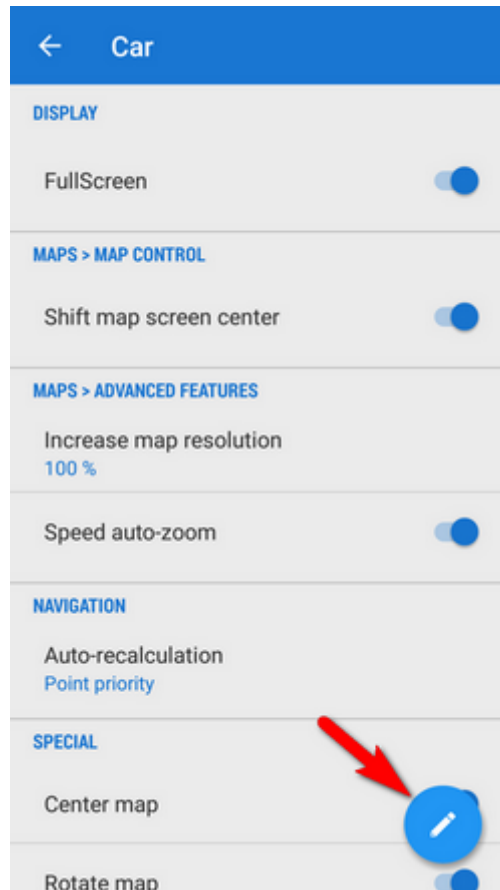 Car
DISPLAY
FullScreen
MAPS > MAP CONTROL
Shift map screen center
MAPS > ADVANCED FEATURES
Increase map resolution
100 %
Speed auto-zoom
NAVIGATION
Auto-recalculation
Point priority
SPECIAL
Center map
Rotate map